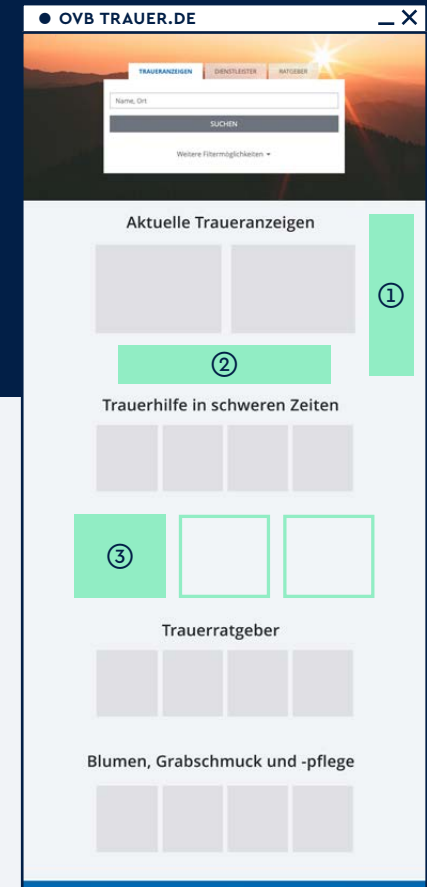 OVB TRAUER.DE
TRAUERANZEIGEN DIENSTLEISTER RATGEBER
Name, Ort
SUCHEN
Weitere Filtermöglichkeiten
Aktuelle Traueranzeigen
①
②
Trauerhilfe in schweren Zeiten
③
Trauerratgeber
Blumen, Grabschmuck und -pflege